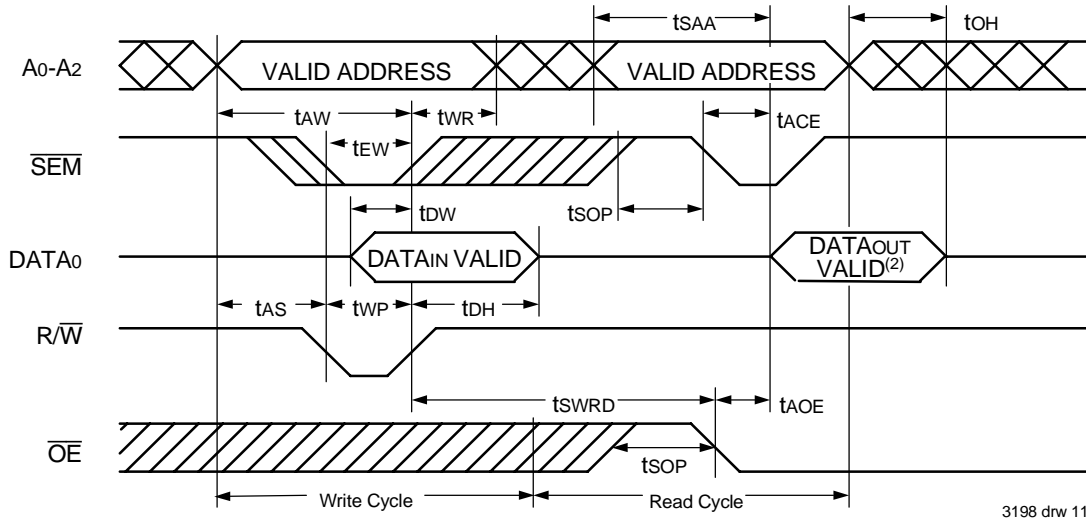 tSAA
tOH
A0-A2
VALID ADDRESS
VALID ADDRESS
tAW
tWR
tACE
tEW
SEM
tDW
tSOP
DATA0
DATAIN VALID
DATAOUT
VALID(2)
tAS
tWP
tDH
R/W
tSWRD
tAOE
OE
tSOP
Write Cycle
Read Cycle
3198 drw 11